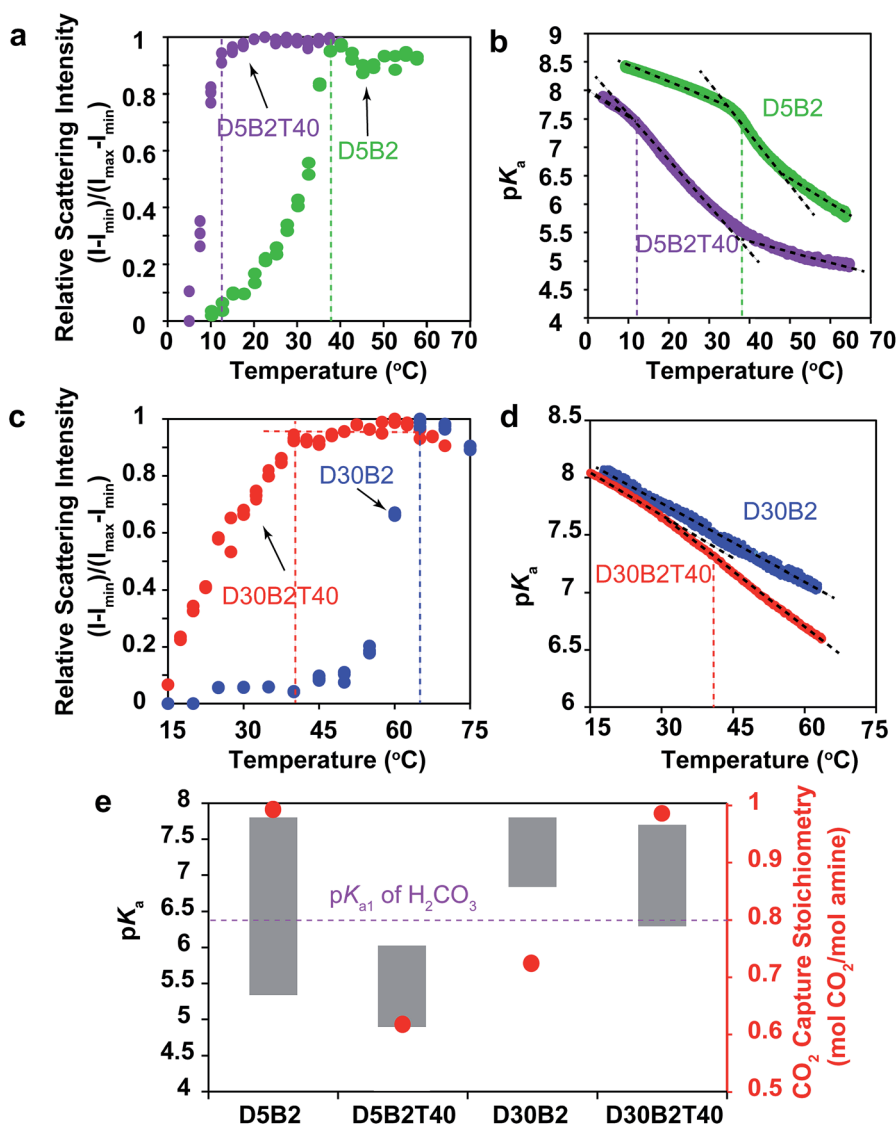 a
Relative Scattering Intensity
(I-Imin)/(Imax-Imin)
1
0.8
0.6
0.4
0.2
0
D5B2T40
D5B2
0 10 20 30 40 50 60 70
Temperature (°C)
b
pKa
9
8.5
8
7.5
7
6.5
6
5.5
5
4.5
4
D5B2
D5B2T40
0 10 20 30 40 50 60 70
Temperature (°C)
c
Relative Scattering Intensity
(I-Imin)/(Imax-Imin)
1
0.8
0.6
0.4
0.2
0
D30B2
D30B2T40
15 30 45 60 75
Temperature (°C)
d
pKa
8.5
8
7.5
7
6.5
6
D30B2
D30B2T40
15 30 45 60 75
Temperature (°C)
e
pKa
8
7.5
7
6.5
6
5.5
5
4.5
4
pKa1 of H2CO3
1
0.9
0.8
0.7
0.6
0.5
CO2 Capture Stoichiometry
(mol CO2/mol amine)
D5B2 D5B2T40 D30B2 D30B2T40